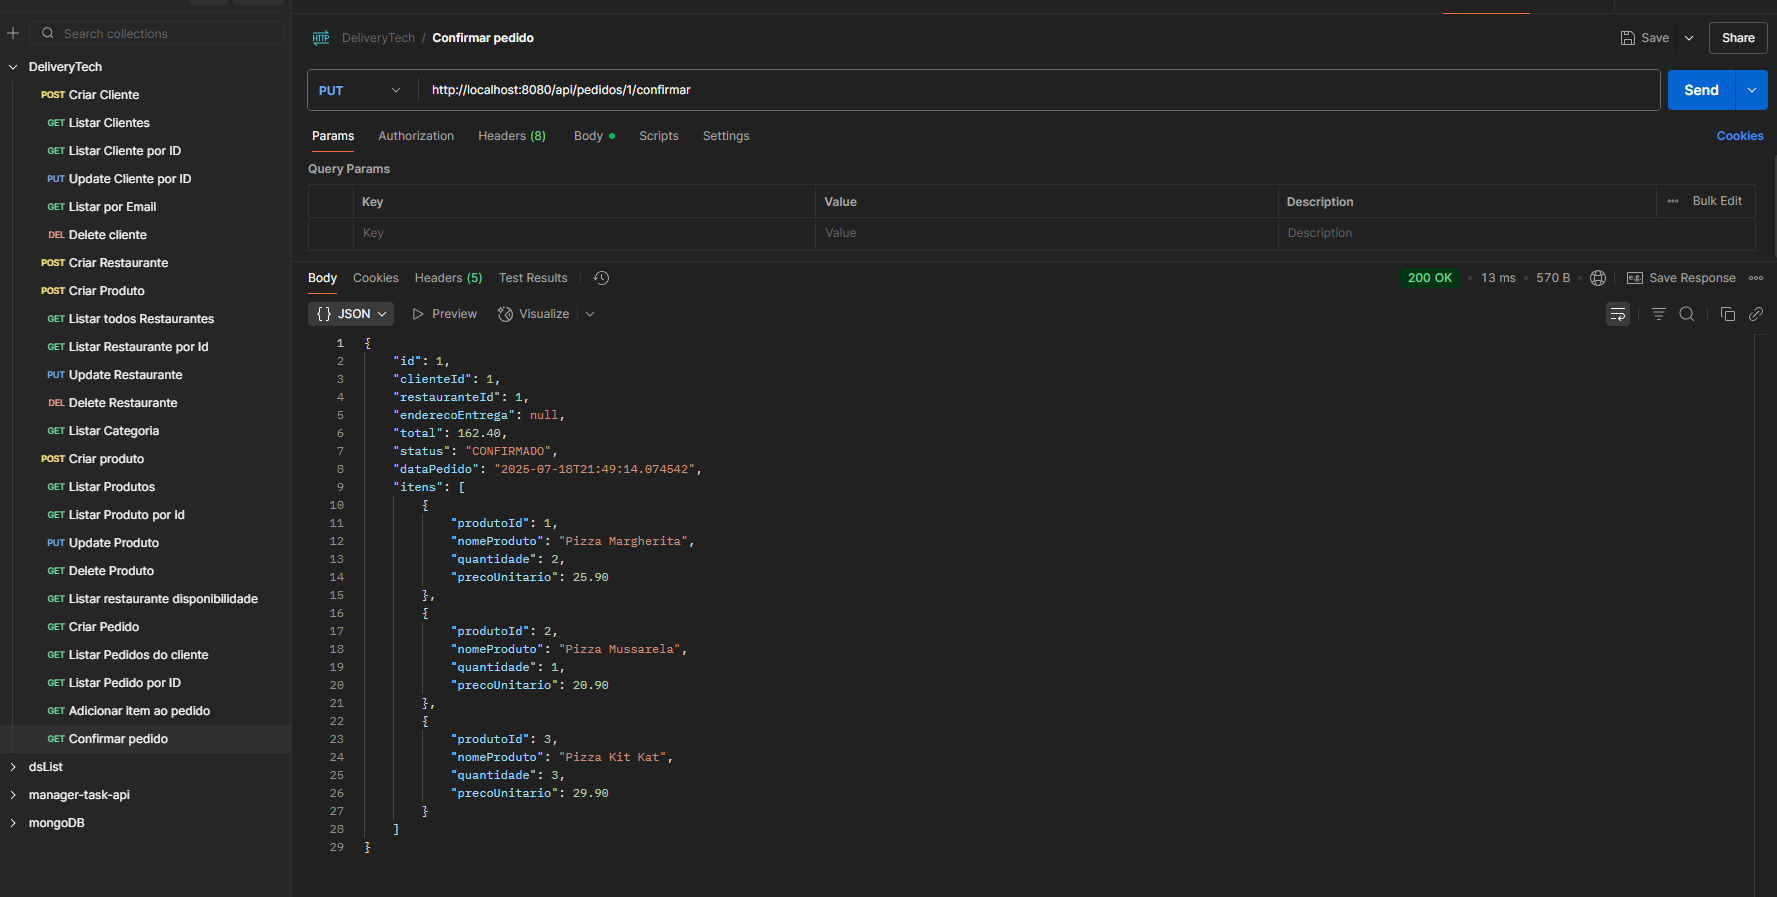 Search collections
DeliveryTech
POST Criar Cliente
GET Listar Clientes
GET Listar Cliente por ID
PUT Update Cliente por ID
GET Listar por Email
DEL Delete cliente
POST Criar Restaurante
POST Criar Produto
GET Listar todos Restaurantes
GET Listar Restaurante por Id
PUT Update Restaurante
DEL Delete Restaurante
GET Listar Categoria
POST Criar produto
GET Listar Produtos
GET Listar Produto por Id
PUT Update Produto
GET Delete Produto
GET Listar restaurante disponibilidade
GET Criar Pedido
GET Listar Pedidos do cliente
GET Listar Pedido por ID
GET Adicionar item ao pedido
GET Confirmar pedido
dsList
manager-task-api
mongoDB
HTTP DeliveryTech / Confirmar pedido
Save Share
PUT http://localhost:8080/api/pedidos/1/confirmar Send
Params Authorization Headers (8) Body Scripts Settings Cookies
Query Params
Key Value Description Bulk Edit
Key Value Description
Body Cookies Headers (5) Test Results 200 OK 13 ms 570 B e.g. Save Response
{} JSON Preview Visualize
1 {
2 "id": 1,
3 "clienteId": 1,
4 "restauranteId": 1,
5 "enderecoEntrega": null,
6 "total": 162.40,
7 "status": "CONFIRMADO",
8 "dataPedido": "2025-07-18T21:49:14.074542",
9 "itens": [
10 {
11 "produtoId": 1,
12 "nomeProduto": "Pizza Margherita",
13 "quantidade": 2,
14 "precoUnitario": 25.90
15 },
16 {
17 "produtoId": 2,
18 "nomeProduto": "Pizza Mussarela",
19 "quantidade": 1,
20 "precoUnitario": 20.90
21 },
22 {
23 "produtoId": 3,
24 "nomeProduto": "Pizza Kit Kat",
25 "quantidade": 3,
26 "precoUnitario": 29.90
27 }
28 ]
29 }